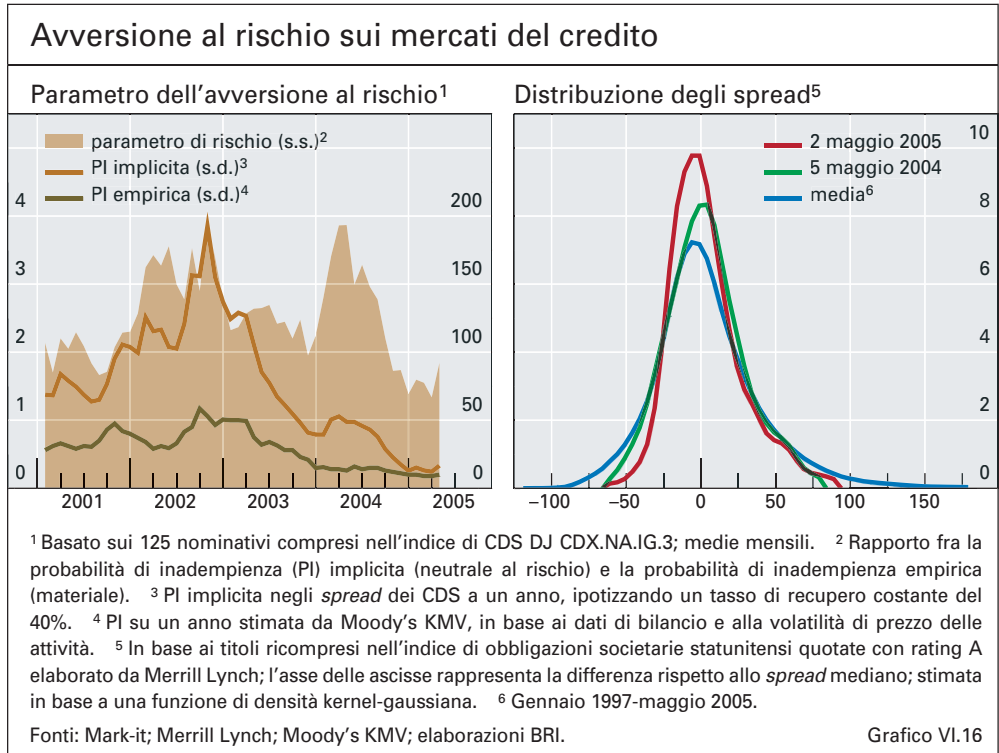 Avversione al rischio sui mercati del credito
Parametro dell'avversione al rischio¹
parametro di rischio (s.s.)²
PI implicita (s.d.)³
PI empirica (s.d.)⁴
4
3
2
1
0
200
150
100
50
0
2001 2002 2003 2004 2005
Distribuzione degli spread⁵
2 maggio 2005
5 maggio 2004
media⁶
10
8
6
4
2
0
–100 –50 0 50 100 150
¹ Basato sui 125 nominativi compresi nell'indice di CDS DJ CDX.NA.IG.3; medie mensili. ² Rapporto fra la
probabilità di inadempienza (PI) implicita (neutrale al rischio) e la probabilità di inadempienza empirica
(materiale). ³ PI implicita negli spread dei CDS a un anno, ipotizzando un tasso di recupero costante del
40%. ⁴ PI su un anno stimata da Moody's KMV, in base ai dati di bilancio e alla volatilità di prezzo delle
attività. ⁵ In base ai titoli ricompresi nell'indice di obbligazioni societarie statunitensi quotate con rating A
elaborato da Merrill Lynch; l'asse delle ascisse rappresenta la differenza rispetto allo spread mediano; stimata
in base a una funzione di densità kernel-gaussiana. ⁶ Gennaio 1997-maggio 2005.
Fonti: Mark-it; Merrill Lynch; Moody's KMV; elaborazioni BRI. Grafico VI.16